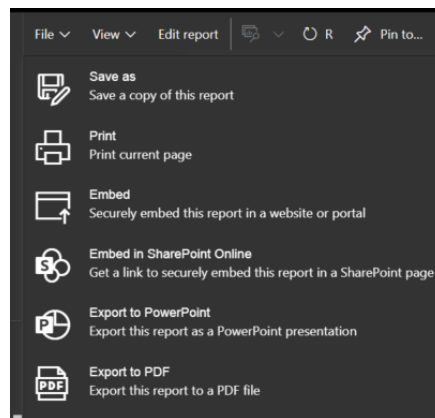 File View Edit report R Pin to...
Save as
Save a copy of this report
Print
Print current page
Embed
Securely embed this report in a website or portal
Embed in SharePoint Online
Get a link to securely embed this report in a SharePoint page
Export to PowerPoint
Export this report as a PowerPoint presentation
Export to PDF
PDF
Export this report to a PDF file